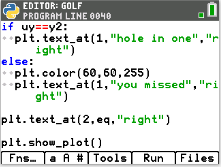 EDITOR: GOLF
PROGRAM LINE 0040
if uy==y2:
plt.text_at(1,"hole in one","r
ight")
else:
plt.color(60,60,255)
plt.text_at(1,"you missed","ri
ght")
plt.text_at(2,eq,"right")
plt.show_plot()
Fns… a A # Tools Run Files